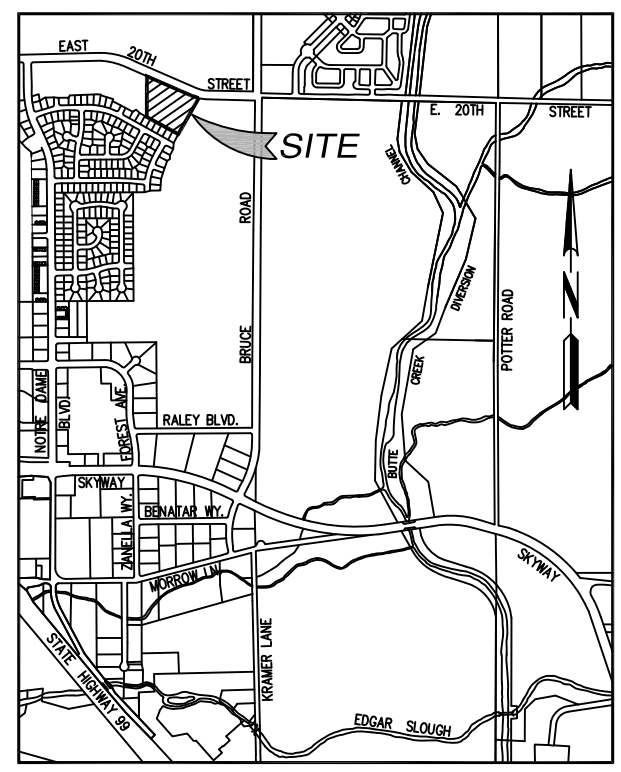 EAST 20TH STREET
E. 20TH STREET
SITE
CHANNEL
BRUCE ROAD
DIVERSION
N
POTTER ROAD
CREEK
NOTRE DAME BLVD.
FOREST AVE.
RALEY BLVD.
BUTTE
SKYWAY
ZANELLA WY.
BENATAR WY.
SKYWAY
MORROW LN.
STATE HIGHWAY 99
KRAMER LANE
EDGAR SLOUGH